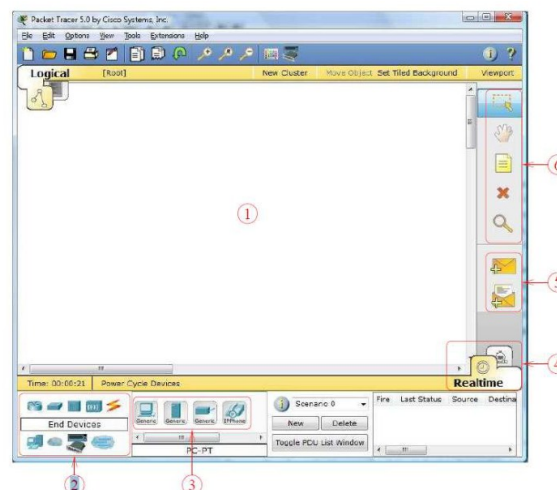 Packet Tracer 5.0 by Cisco Systems, Inc.
File Edit Options View Tools Extensions Help
Logical [Root] New Cluster Move Object Set Tiled Background Viewport
1
6
5
4
Time: 00:00:21 Power Cycle Devices Realtime
End Devices
Generic Generic Generic IPPhone
PC-PT
Scenario 0
New Delete
Toggle PDU List Window
Fire Last Status Source Destina
2 3